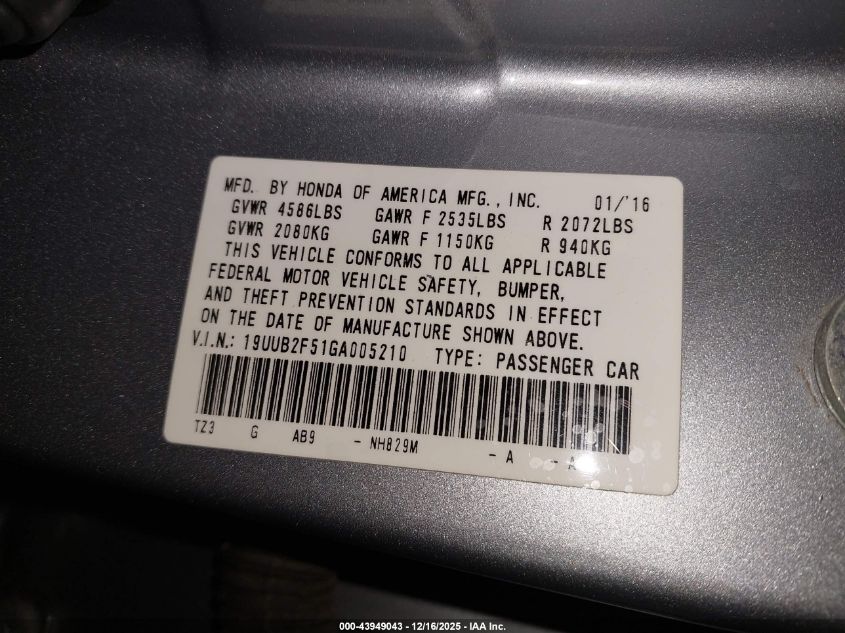 MFD. BY HONDA OF AMERICA MFG., INC. 01/'16
GVWR 4586LBS GAWR F 2535LBS R 2072LBS
GVWR 2080KG GAWR F 1150KG R 940KG
THIS VEHICLE CONFORMS TO ALL APPLICABLE
FEDERAL MOTOR VEHICLE SAFETY, BUMPER,
AND THEFT PREVENTION STANDARDS IN EFFECT
ON THE DATE OF MANUFACTURE SHOWN ABOVE.
V.I.N.: 19UUB2F51GA005210 TYPE: PASSENGER CAR
TZ3 G AB9 - NH829M - A - A
000-43949043 - 12/16/2025 - IAA Inc.